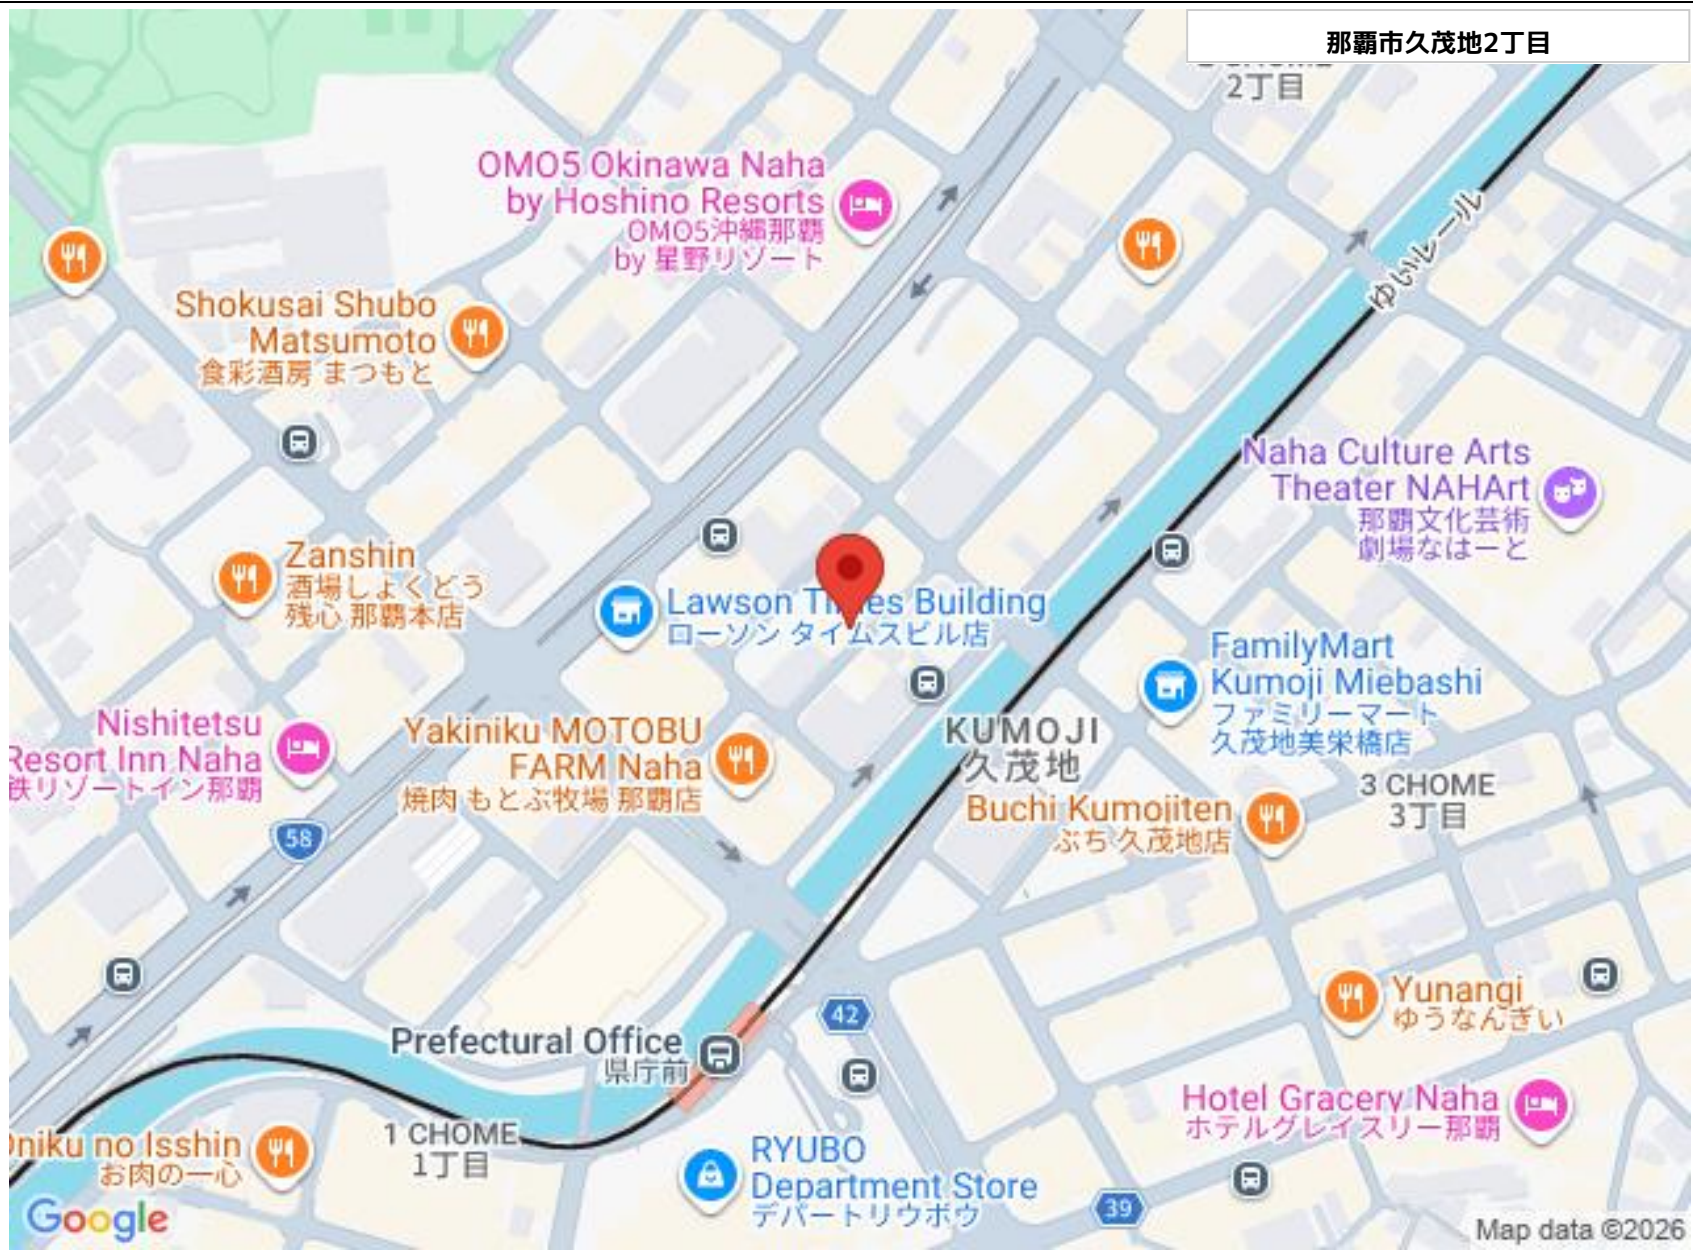 那覇市久茂地2丁目
2丁目
OMO5 Okinawa Naha
by Hoshino Resorts
OMO5沖縄那覇
by 星野リゾート
ゆいレール
Shokusai Shubo
Matsumoto
食彩酒房 まつもと
Naha Culture Arts
Theater NAHArt
那覇文化芸術
劇場なはーと
Zanshin
酒場しょくどう
残心 那覇本店
Lawson Times Building
ローソン タイムスビル店
FamilyMart
Kumoji Miebashi
ファミリーマート
久茂地美栄橋店
Nishitetsu
Resort Inn Naha
鉄リゾートイン那覇
Yakiniku MOTOBU
FARM Naha
焼肉 もとぶ牧場 那覇店
KUMOJI
久茂地
3 CHOME
3丁目
Buchi Kumojiten
ぶち 久茂地店
58
Yunangi
ゆうなんぎい
42
Prefectural Office
県庁前
Hotel Gracery Naha
ホテルグレイスリー那覇
1 CHOME
1丁目
Oniku no Isshin
お肉の一心
RYUBO
Department Store
デパートリウボウ
39
Google
Map data ©2026